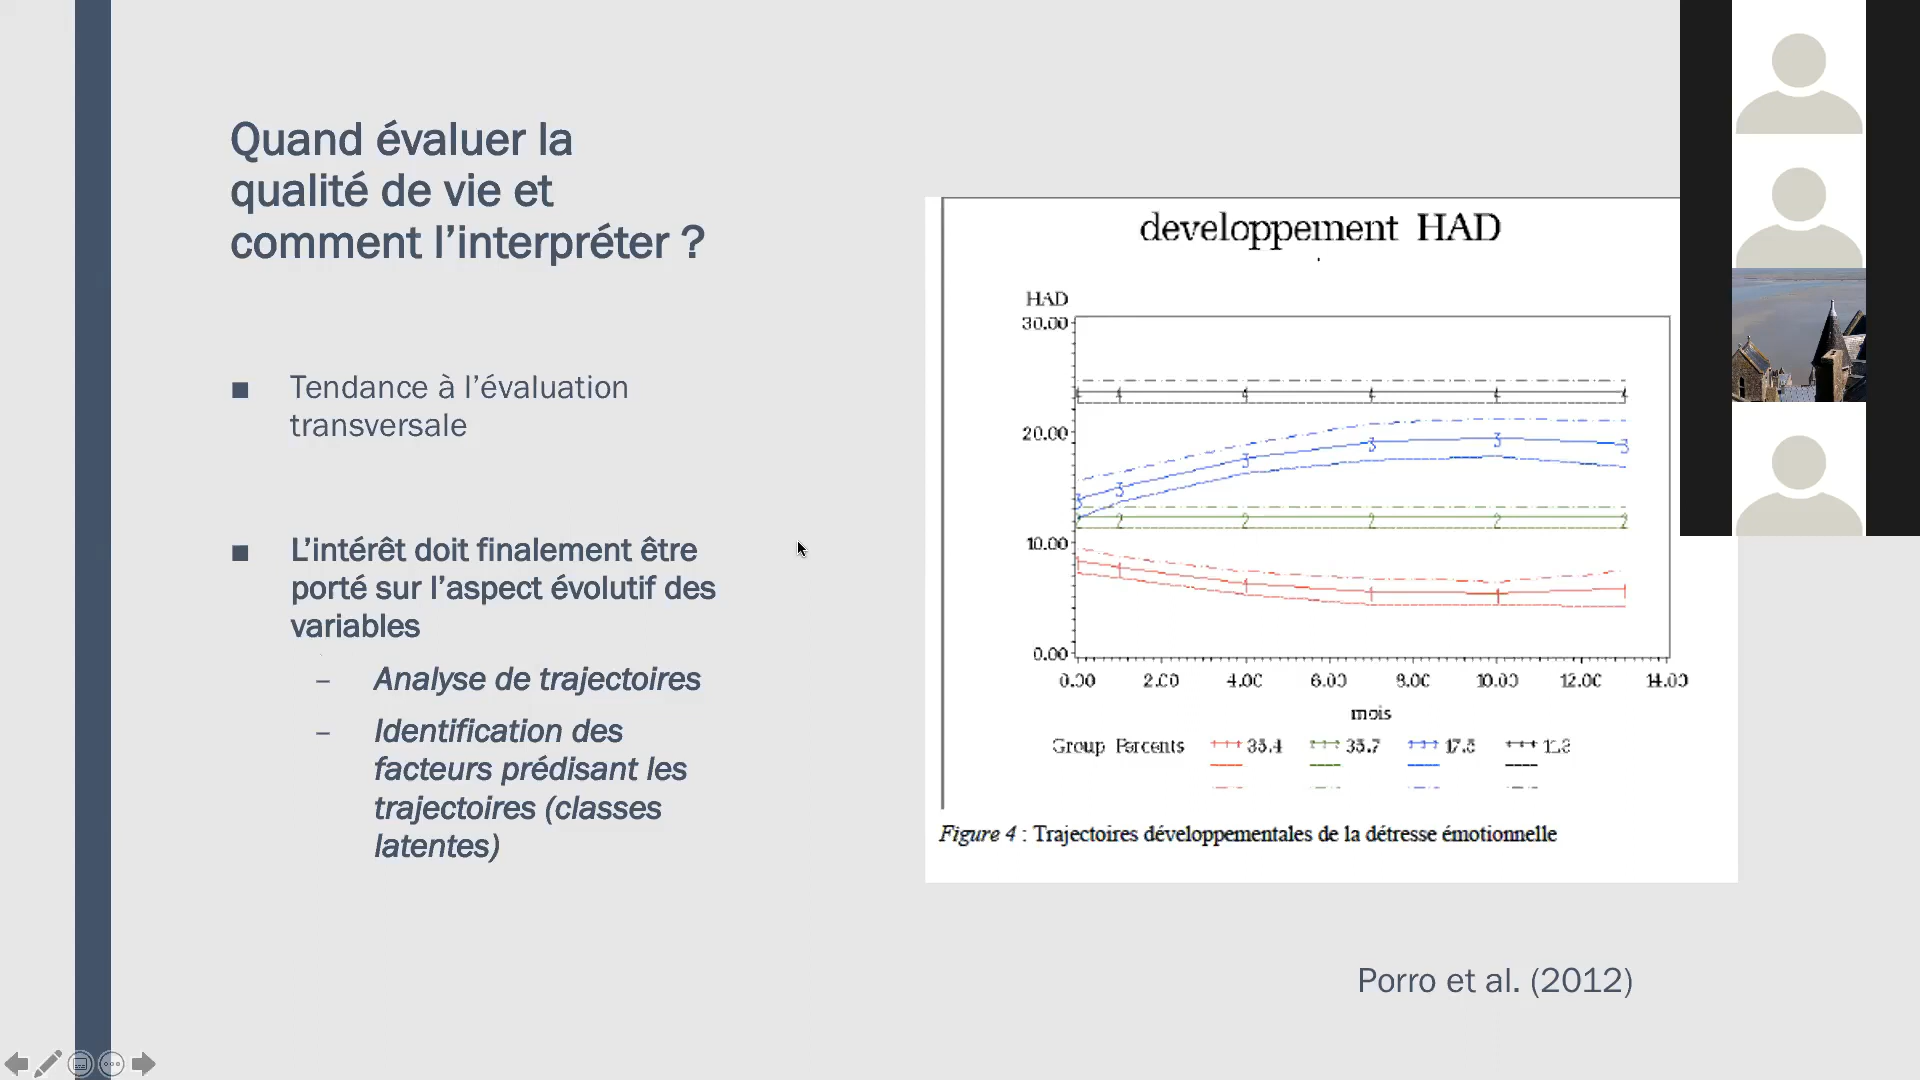 Quand évaluer la
qualité de vie et
comment l’interpréter ?
■ Tendance à l’évaluation
transversale
■ L’intérêt doit finalement être
porté sur l’aspect évolutif des
variables
– Analyse de trajectoires
– Identification des
facteurs prédisant les
trajectoires (classes
latentes)
developpement HAD
HAD
30.00
20.00
10.00
0.00
0.00 2.00 4.00 6.00 8.00 10.00 12.00 14.00
mois
Group Percents
Figure 4 : Trajectoires développementales de la détresse émotionnelle
Porro et al. (2012)